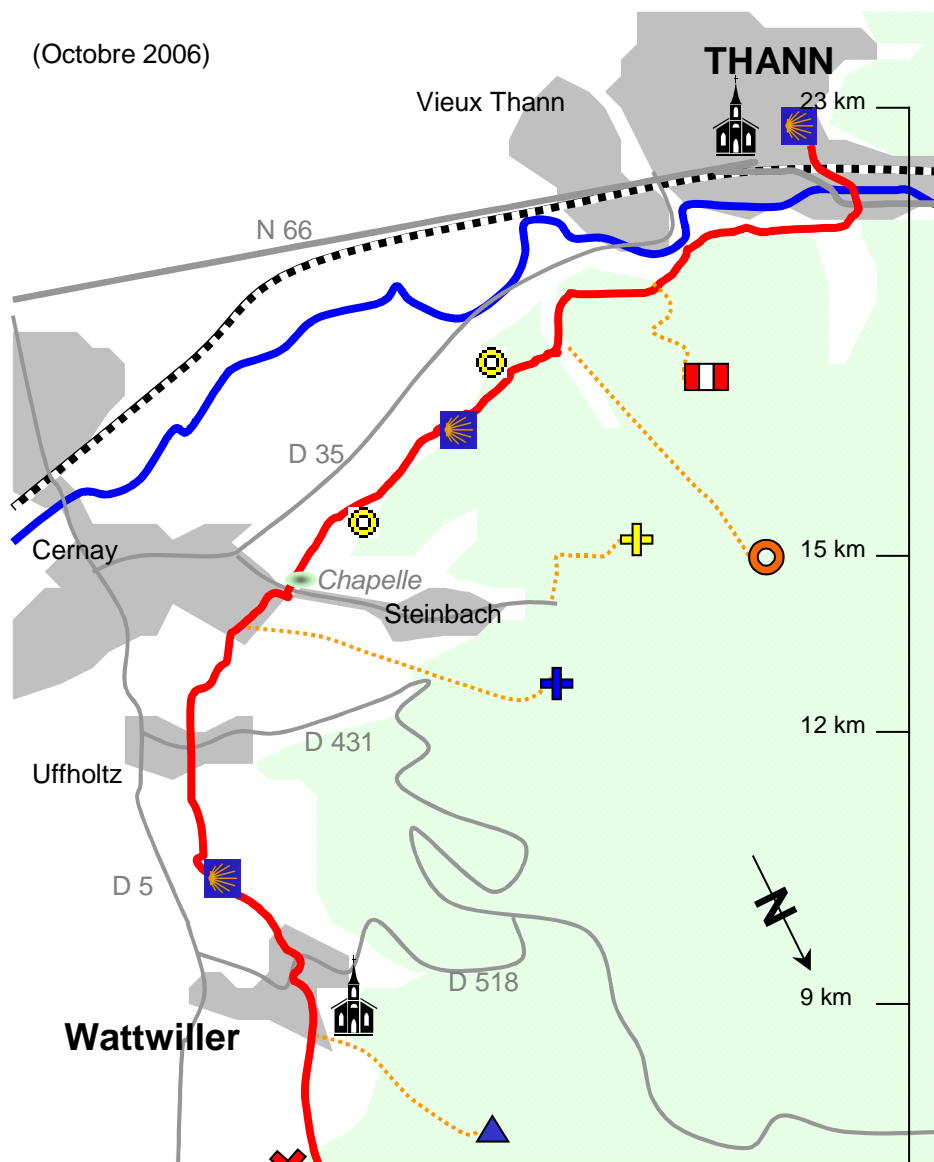 (Octobre 2006)
THANN
Vieux Thann
23 km
N 66
D 35
Cernay
15 km
Chapelle
Steinbach
12 km
D 431
Uffholtz
D 5
N
D 518
9 km
Wattwiller